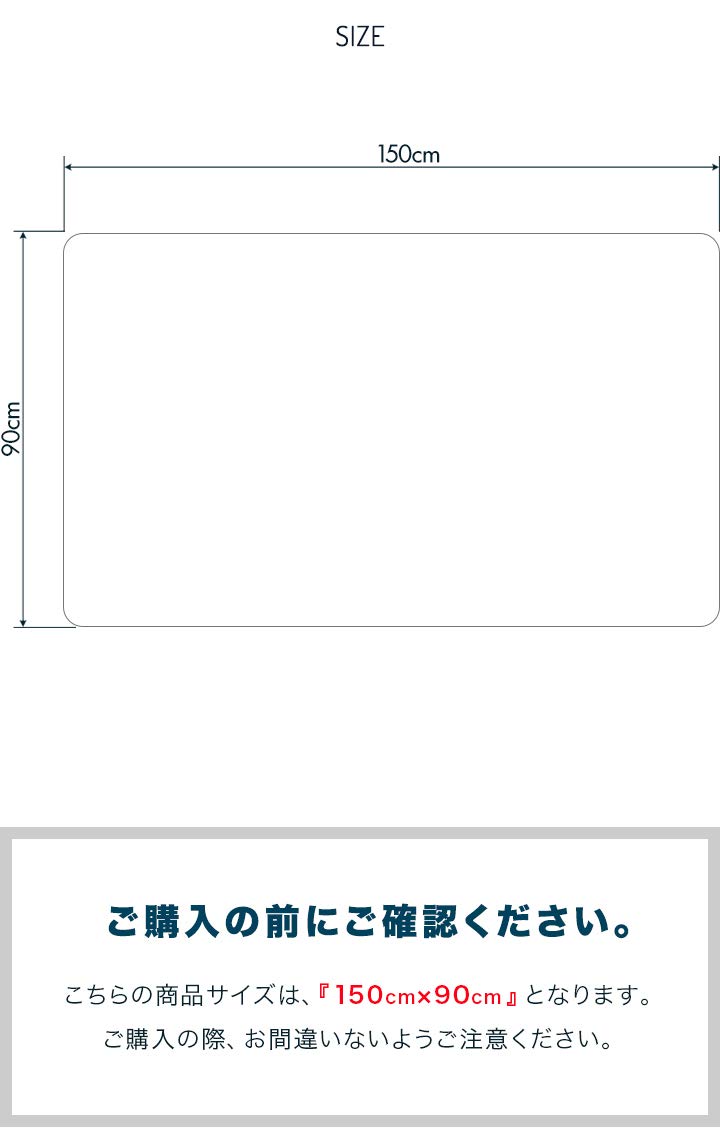 SIZE
150cm
90cm
ご購入の前にご確認ください。
こちらの商品サイズは、『150cm×90cm』となります。
ご購入の際、お間違いないようご注意ください。